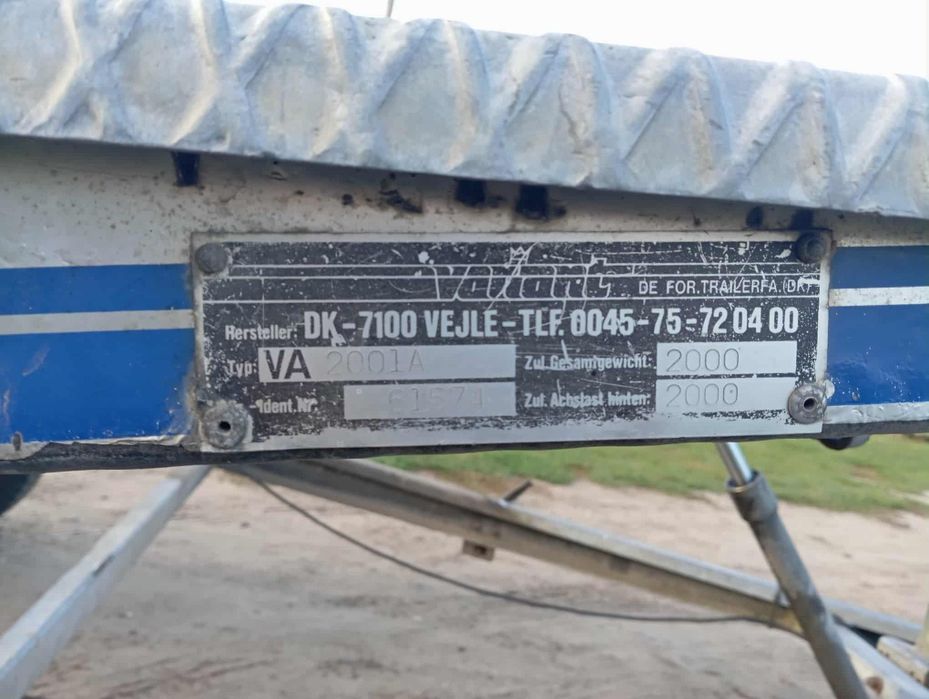 Variant
DE FOR.TRAILERFA.(DK)
Hersteller: DK-7100 VEJLE-TLF. 0045-75-72 04 00
Typ: VA 2001A Zul. Gesamtgewicht: 2000
Ident.Nr. Zul. Achslast hinten: 2000